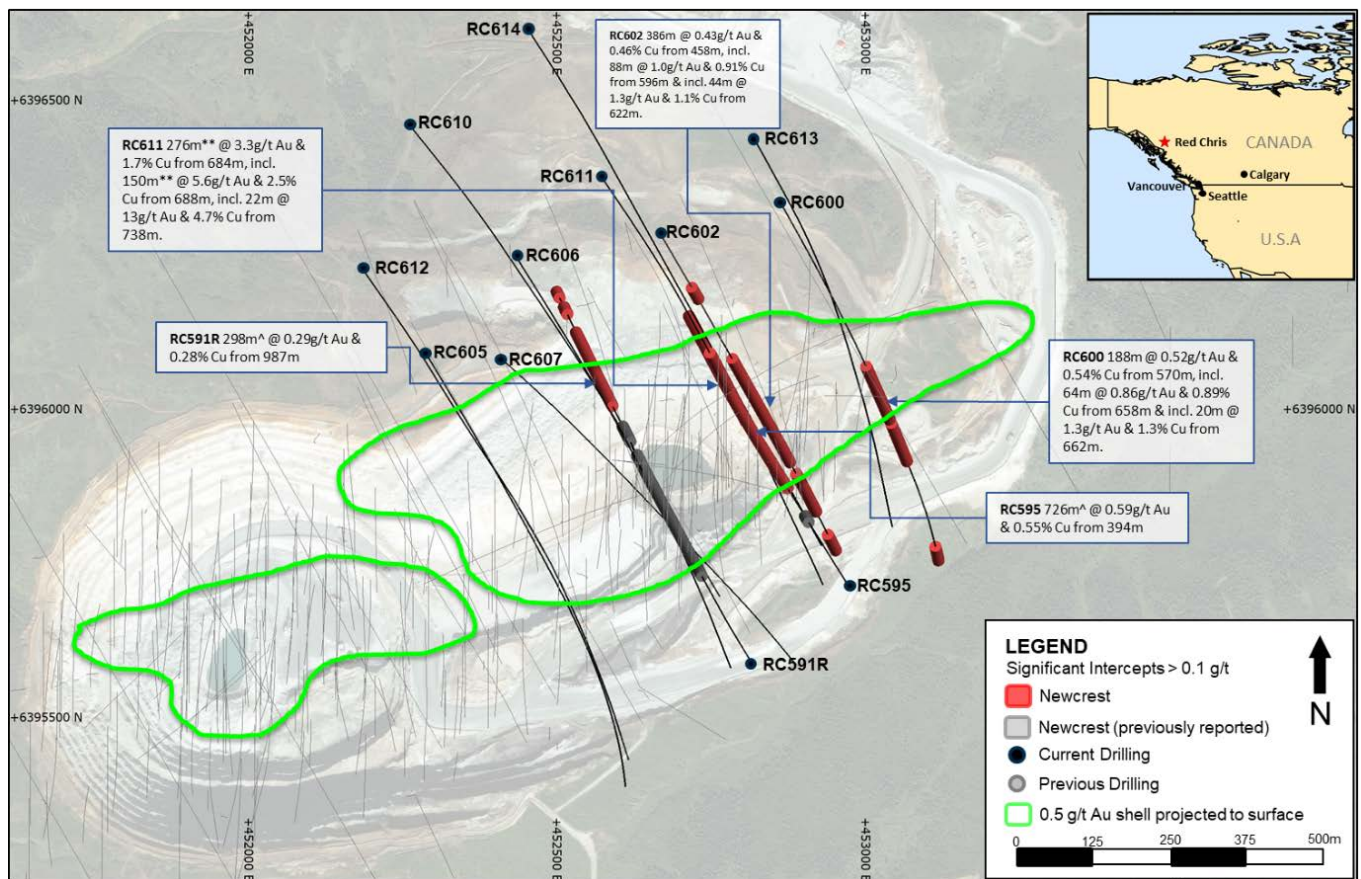 +452000 E
+452500 E
+453000 E
+6396500 N
+6396000 N
+6395500 N
+6396000 N
+452000 E
+452500 E
+453000 E
RC614
RC610
RC613
RC611
RC600
RC602
RC606
RC612
RC605
RC607
RC595
RC591R
RC602 386m @ 0.43g/t Au &
0.46% Cu from 458m, incl.
88m @ 1.0g/t Au & 0.91% Cu
from 596m & incl. 44m @
1.3g/t Au & 1.1% Cu from
622m.
RC611 276m** @ 3.3g/t Au &
1.7% Cu from 684m, incl.
150m** @ 5.6g/t Au & 2.5%
Cu from 688m, incl. 22m @
13g/t Au & 4.7% Cu from
738m.
RC591R 298m^ @ 0.29g/t Au &
0.28% Cu from 987m
RC600 188m @ 0.52g/t Au &
0.54% Cu from 570m, incl.
64m @ 0.86g/t Au & 0.89%
Cu from 658m & incl. 20m @
1.3g/t Au & 1.3% Cu from
662m.
RC595 726m^ @ 0.59g/t Au
& 0.55% Cu from 394m
Red Chris
CANADA
Calgary
Vancouver
Seattle
U.S.A
LEGEND
Significant Intercepts > 0.1 g/t
Newcrest
Newcrest (previously reported)
Current Drilling
Previous Drilling
0.5 g/t Au shell projected to surface
N
0 125 250 375 500m